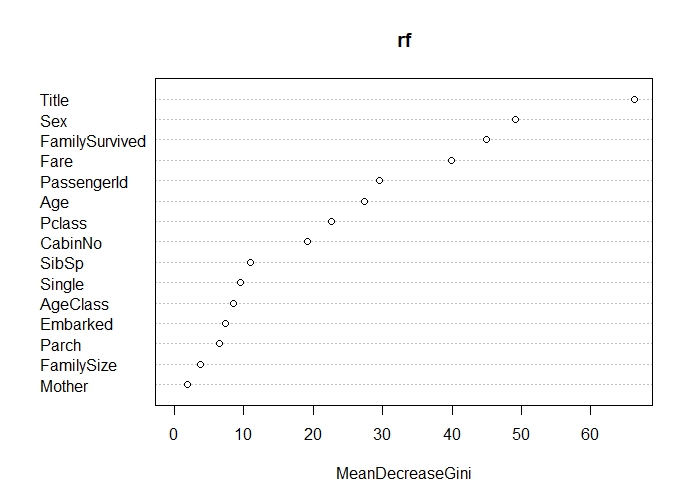 rf
Title
Sex
FamilySurvived
Fare
PassengerId
Age
Pclass
CabinNo
SibSp
Single
AgeClass
Embarked
Parch
FamilySize
Mother
0 10 20 30 40 50 60
MeanDecreaseGini